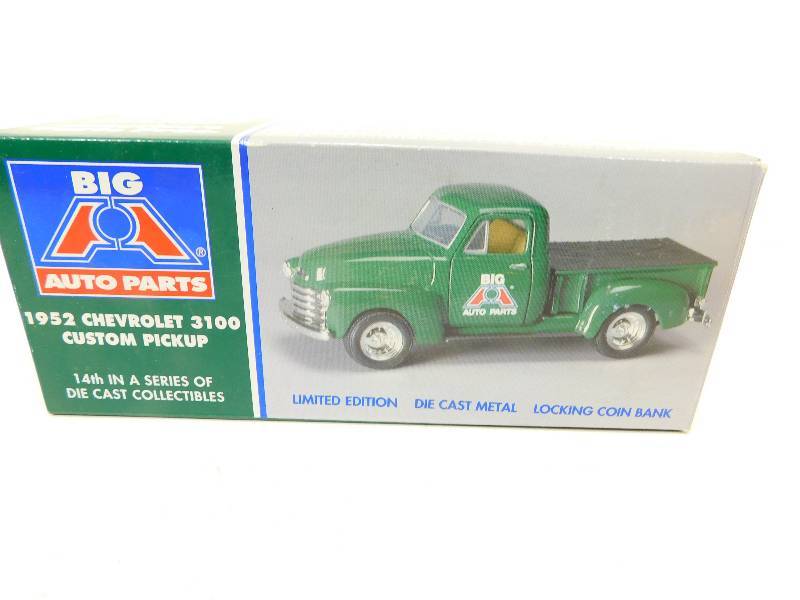 BIG
A
®
AUTO PARTS
1952 CHEVROLET 3100
CUSTOM PICKUP
14th IN A SERIES OF
DIE CAST COLLECTIBLES
BIG
A
AUTO PARTS
LIMITED EDITION DIE CAST METAL LOCKING COIN BANK